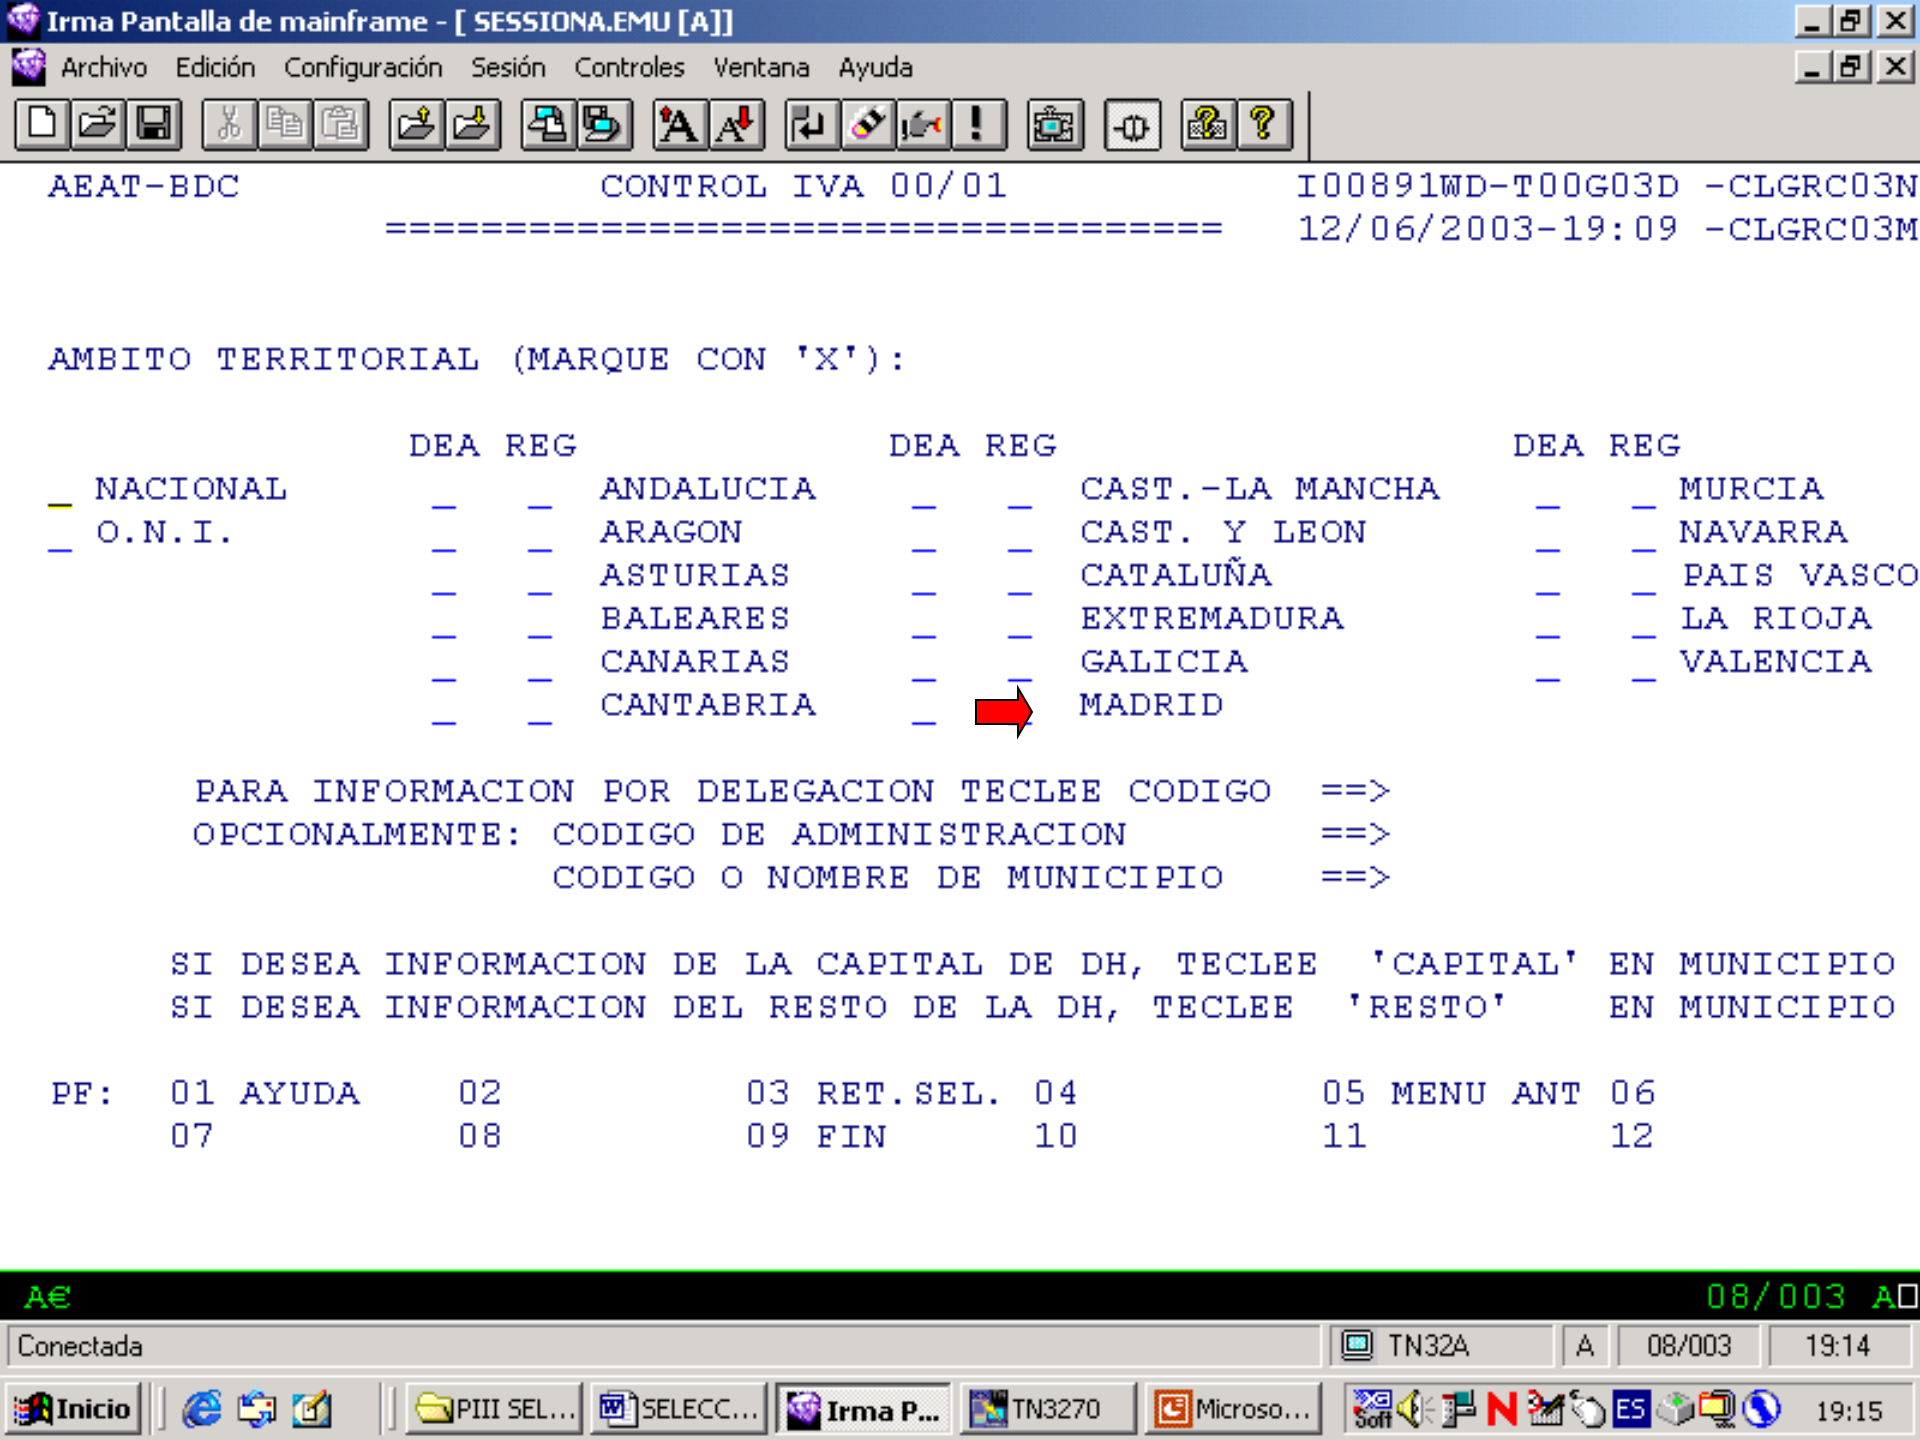 Irma Pantalla de mainframe - [ SESSIONA.EMU [A]]
Archivo Edición Configuración Sesión Controles Ventana Ayuda
AEAT-BDC CONTROL IVA 00/01 I00891WD-T00G03D -CLGRC03N
=================================== 12/06/2003-19:09 -CLGRC03M
AMBITO TERRITORIAL (MARQUE CON 'X'):
DEA REG DEA REG DEA REG
_ NACIONAL _ _ ANDALUCIA _ _ CAST.-LA MANCHA _ _ MURCIA
_ O.N.I. _ _ ARAGON _ _ CAST. Y LEON _ _ NAVARRA
_ _ ASTURIAS _ _ CATALUÑA _ _ PAIS VASCO
_ _ BALEARES _ _ EXTREMADURA _ _ LA RIOJA
_ _ CANARIAS _ _ GALICIA _ _ VALENCIA
_ _ CANTABRIA _ _ MADRID
PARA INFORMACION POR DELEGACION TECLEE CODIGO ==>
OPCIONALMENTE: CODIGO DE ADMINISTRACION ==>
CODIGO O NOMBRE DE MUNICIPIO ==>
SI DESEA INFORMACION DE LA CAPITAL DE DH, TECLEE 'CAPITAL' EN MUNICIPIO
SI DESEA INFORMACION DEL RESTO DE LA DH, TECLEE 'RESTO' EN MUNICIPIO
PF: 01 AYUDA 02 03 RET.SEL. 04 05 MENU ANT 06
07 08 09 FIN 10 11 12
A€ 08/003 A
Conectada TN32A A 08/003 19:14
Inicio PIII SEL... SELECC... Irma P... TN3270 Microso... Soft N ES 19:15